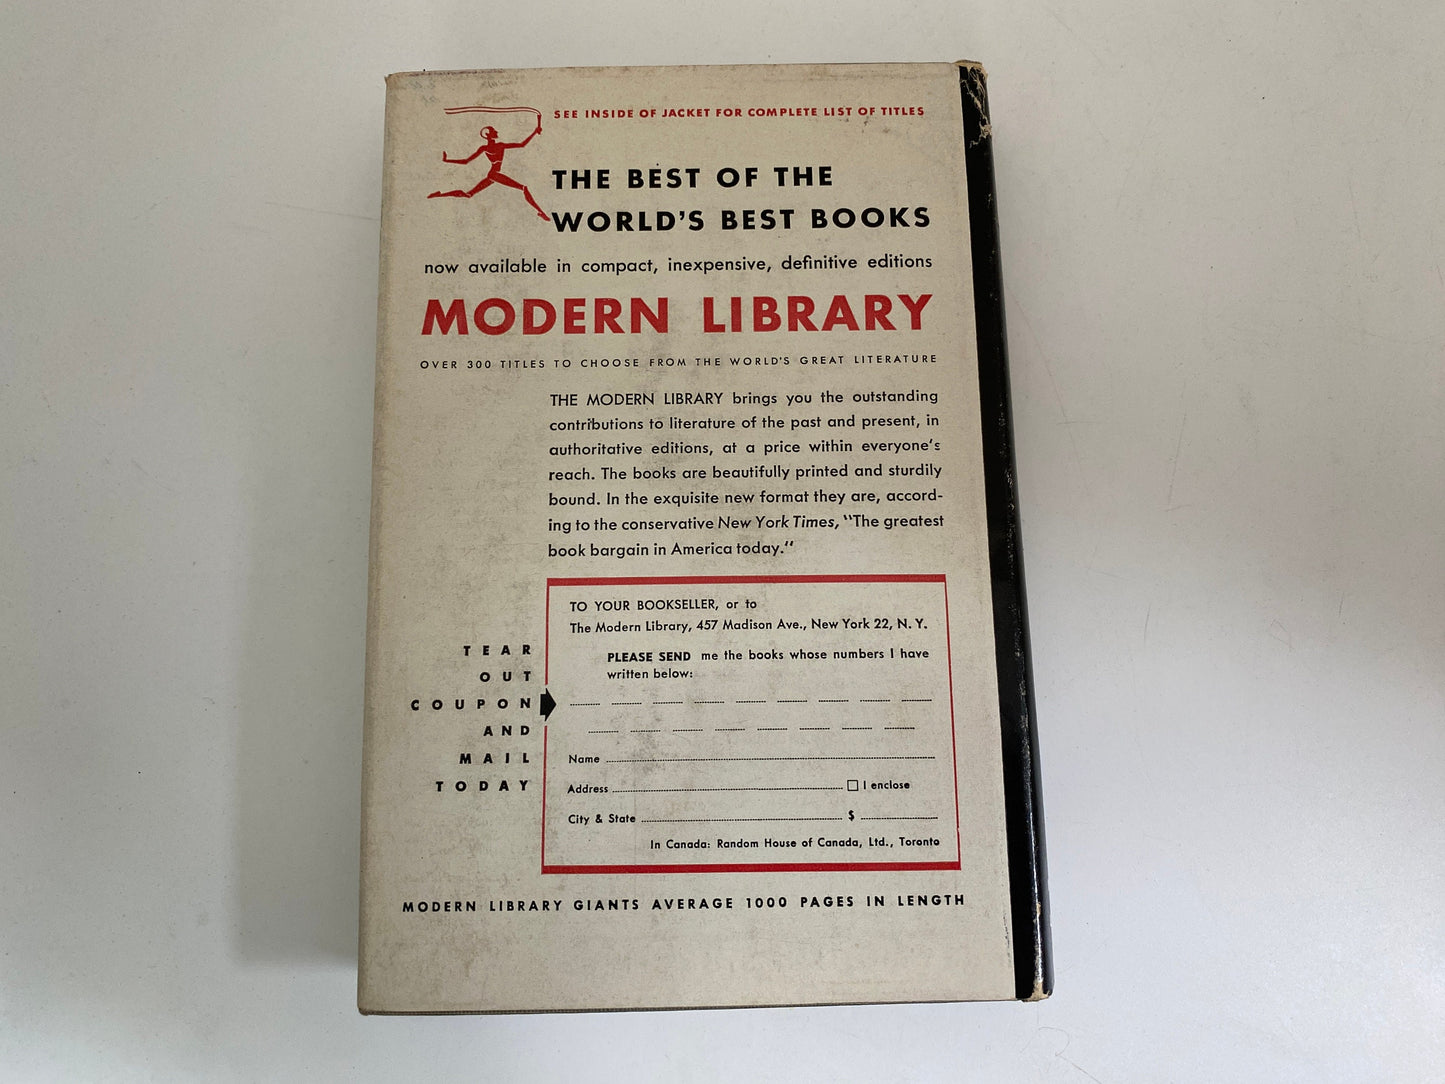 SEE INSIDE OF JACKET FOR COMPLETE LIST OF TITLES
THE BEST OF THE
WORLD'S BEST BOOKS
now available in compact, inexpensive, definitive editions
MODERN LIBRARY
OVER 300 TITLES TO CHOOSE FROM THE WORLD'S GREAT LITERATURE
THE MODERN LIBRARY brings you the outstanding
contributions to literature of the past and present, in
authoritative editions, at a price within everyone's
reach. The books are beautifully printed and sturdily
bound. In the exquisite new format they are, accord-
ing to the conservative New York Times, "The greatest
book bargain in America today."
TO YOUR BOOKSELLER, or to
The Modern Library, 457 Madison Ave., New York 22, N. Y.
PLEASE SEND me the books whose numbers I have
written below:
TEAR
OUT
COUPON
AND
MAIL
TODAY
Name
Address
I enclose
City & State
$
In Canada: Random House of Canada, Ltd., Toronto
MODERN LIBRARY GIANTS AVERAGE 1000 PAGES IN LENGTH